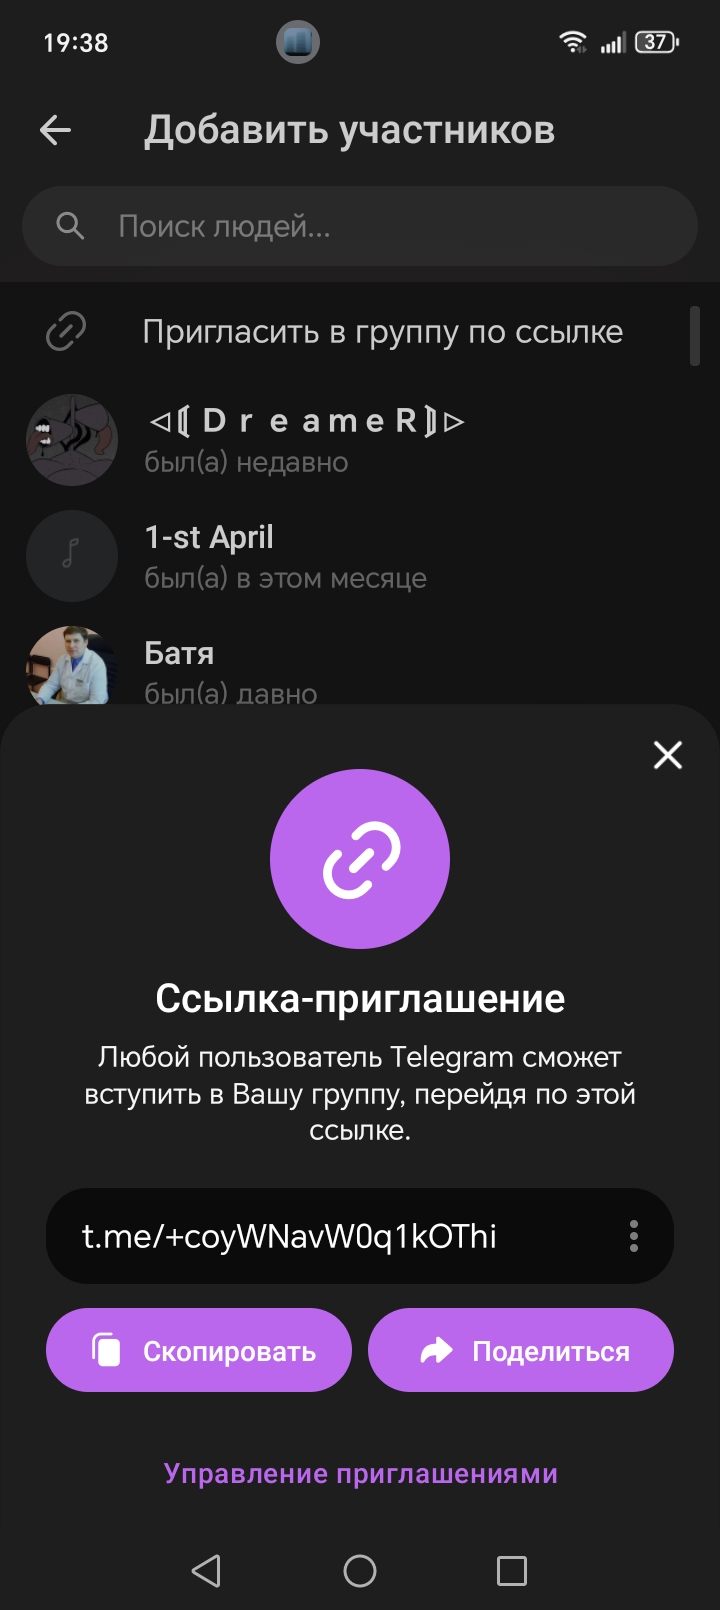 19:38
37
Добавить участников
Поиск людей...
Пригласить в группу по ссылке
⊲⟬ D r e a m e R ⟭⊳
был(а) недавно
1-st April
был(а) в этом месяце
Батя
был(а) давно
Ссылка-приглашение
Любой пользователь Telegram сможет
вступить в Вашу группу, перейдя по этой
ссылке.
t.me/+coyWNavW0q1kOThi
Скопировать
Поделиться
Управление приглашениями